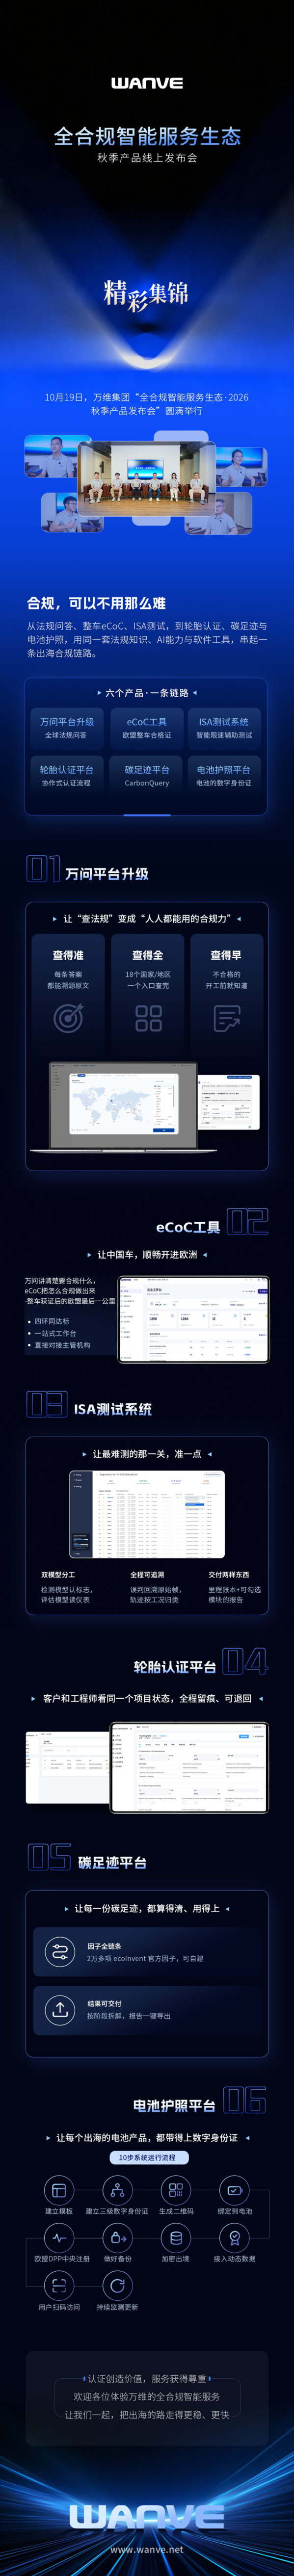 WANVE
全合规智能服务生态
秋季产品线上发布会
精彩集锦
10月19日，万维集团“全合规智能服务生态·2026
秋季产品发布会”圆满举行
合规，可以不用那么难
从法规问答、整车eCoC、ISA测试，到轮胎认证、碳足迹与
电池护照，用同一套法规知识、AI能力与软件工具，串起一
条出海合规链路。
六个产品·一条链路
万问平台升级
全球法规问答
eCoC工具
欧盟整车合格证
ISA测试系统
智能限速辅助测试
轮胎认证平台
协作式认证流程
碳足迹平台
CarbonQuery
电池护照平台
电池的数字身份证
01 万问平台升级
让“查法规”变成“人人都能用的合规力”
查得准
每条答案
都能溯源原文
查得全
18个国家/地区
一个入口查完
查得早
不合格的
开工前就知道
eCoC工具 02
让中国车，顺畅开进欧洲
万问讲清楚要合规什么，
eCoC把怎么合规做出来
-整车获证后的欧盟最后一公里
四环同达标
一站式工作台
直接对接主管机构
03 ISA测试系统
让最难测的那一关，准一点
双模型分工
检测模型认标志，
评估模型读仪表
全程可追溯
误判回溯原始帧，
轨迹按工况归类
交付两样东西
里程账本+可勾选
模块的报告
轮胎认证平台 04
客户和工程师看同一个项目状态，全程留痕、可退回
05 碳足迹平台
让每一份碳足迹，都算得清、用得上
因子全链条
2万多项 ecoinvent 官方因子，可自建
结果可交付
按阶段拆解，报告一键导出
电池护照平台 06
让每个出海的电池产品，都带得上数字身份证
10步系统运行流程
建立模板
建立三级数字身份证
生成二维码
绑定到电池
欧盟DPP中央注册
做好备份
加密出境
接入动态数据
用户扫码访问
持续监测更新
认证创造价值，服务获得尊重
欢迎各位体验万维的全合规智能服务
让我们一起，把出海的路走得更稳、更快
WANVE
www.wanve.net